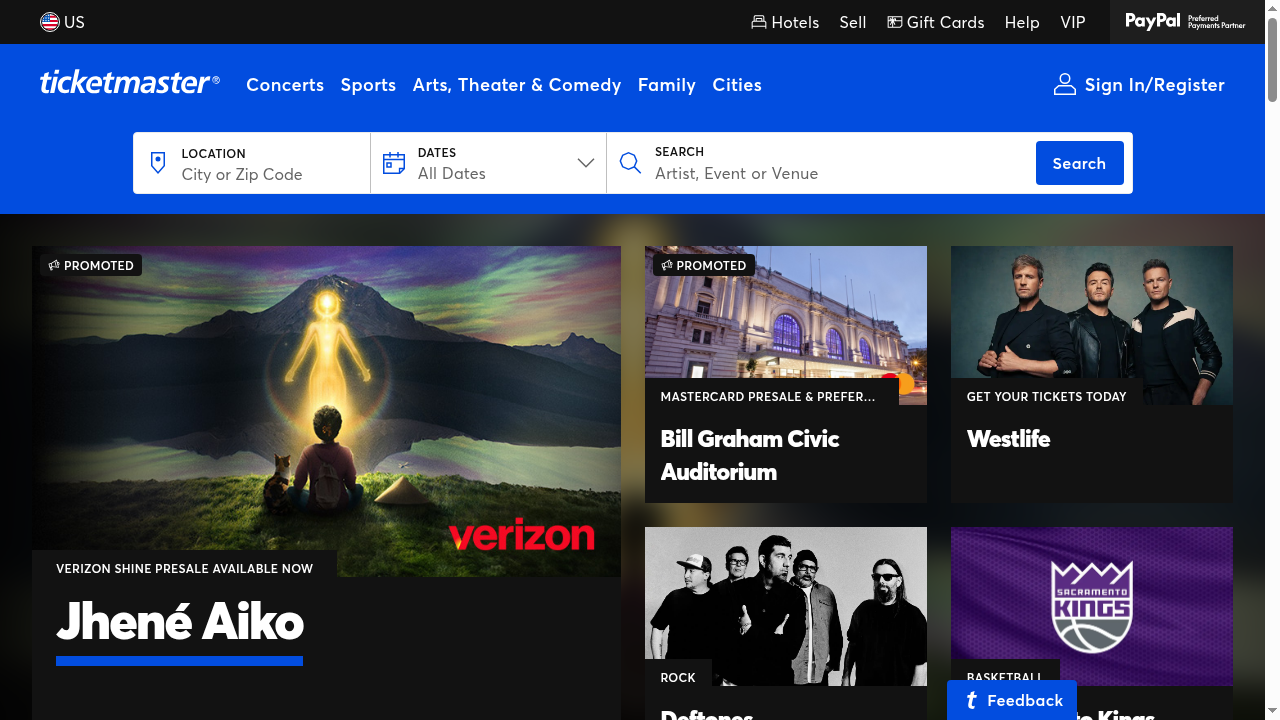 US
Hotels
Sell
Gift Cards
Help
VIP
PayPal Preferred
Payments Partner
ticketmaster®
Concerts
Sports
Arts, Theater & Comedy
Family
Cities
Sign In/Register
LOCATION
City or Zip Code
DATES
All Dates
SEARCH
Artist, Event or Venue
Search
PROMOTED
verizon
VERIZON SHINE PRESALE AVAILABLE NOW
Jhené Aiko
PROMOTED
MASTERCARD PRESALE & PREFER...
Bill Graham Civic
Auditorium
GET YOUR TICKETS TODAY
Westlife
ROCK
Deftones
SACRAMENTO
KINGS
BASKETBALL
Kings
t Feedback